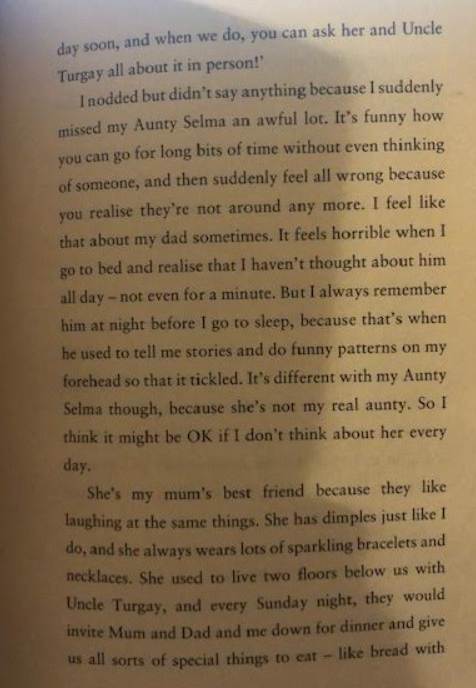 day soon, and when we do, you can ask her and Uncle
Turgay all about it in person!'
I nodded but didn't say anything because I suddenly
missed my Aunty Selma an awful lot. It's funny how
you can go for long bits of time without even thinking
of someone, and then suddenly feel all wrong because
you realise they're not around any more. I feel like
that about my dad sometimes. It feels horrible when I
go to bed and realise that I haven't thought about him
all day – not even for a minute. But I always remember
him at night before I go to sleep, because that's when
he used to tell me stories and do funny patterns on my
forehead so that it tickled. It's different with my Aunty
Selma though, because she's not my real aunty. So I
think it might be OK if I don't think about her every
day.
She's my mum's best friend because they like
laughing at the same things. She has dimples just like I
do, and she always wears lots of sparkling bracelets and
necklaces. She used to live two floors below us with
Uncle Turgay, and every Sunday night, they would
invite Mum and Dad and me down for dinner and give
us all sorts of special things to eat – like bread with